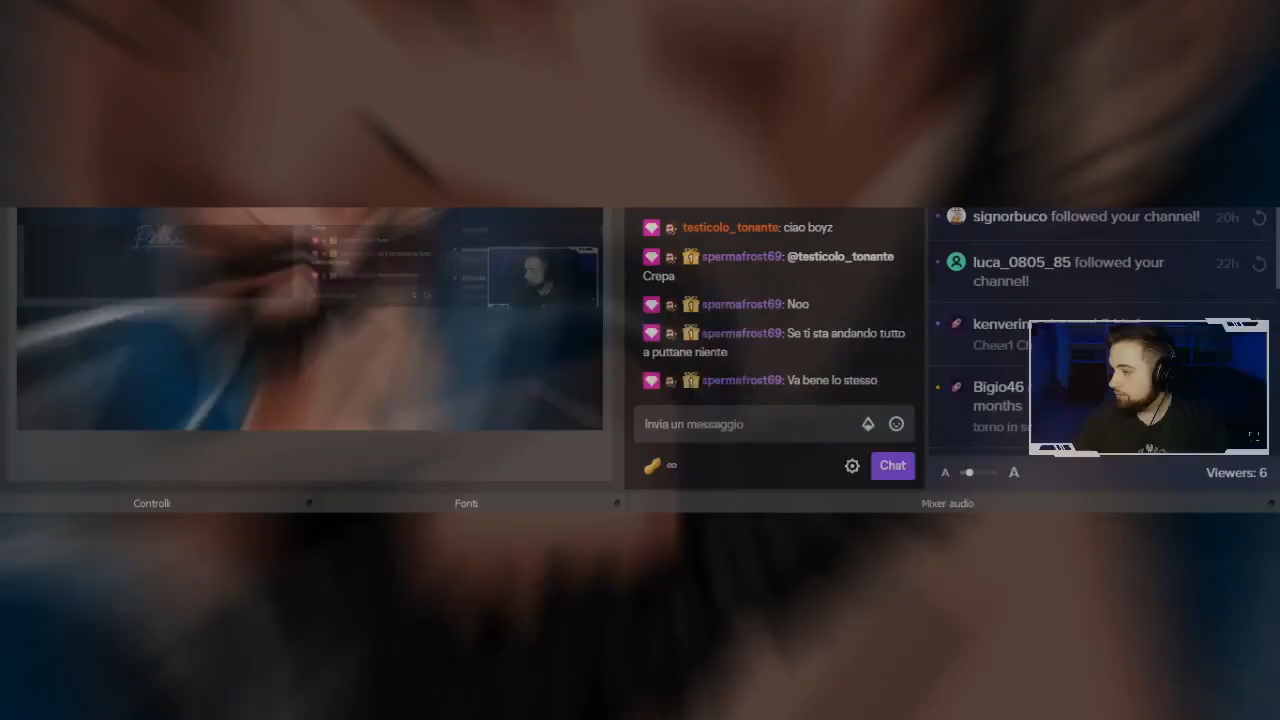 testicolo_tonante: ciao boyz
spermafrost69: @testicolo_tonante
Crepa
spermafrost69: Noo
spermafrost69: Se ti sta andando tutto
a puttane niente
spermafrost69: Va bene lo stesso
Invia un messaggio
Chat
signorbuco followed your channel! 20h
luca_0805_85 followed your 22h
channel!
Bigio46
months
A A
Viewers: 6
Controlli
Fonti
Mixer audio